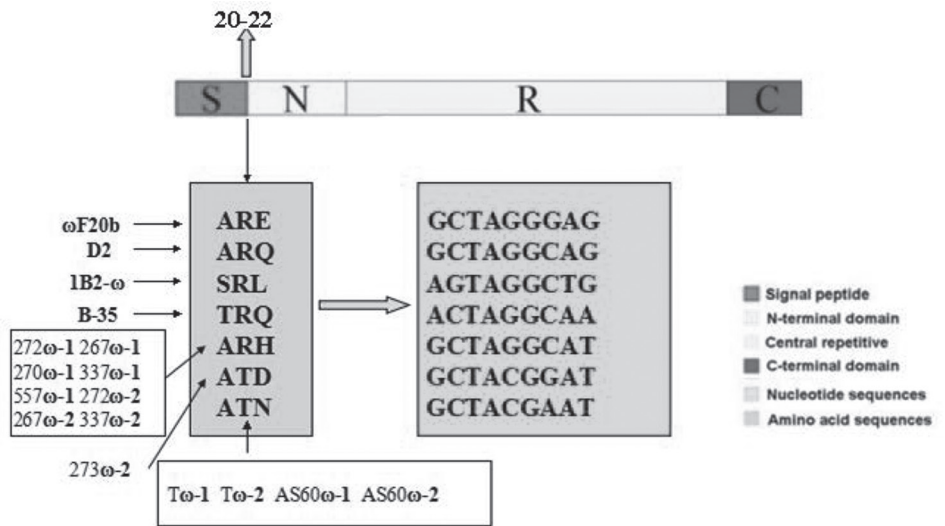 20-22
S N R C
ωF20b
D2
1B2-ω
B-35
272ω-1 267ω-1
270ω-1 337ω-1
557ω-1 272ω-2
267ω-2 337ω-2
273ω-2
ARE
ARQ
SRL
TRQ
ARH
ATD
ATN
GCTAGGGAG
GCTAGGCAG
AGTAGGCTG
ACTAGGCAA
GCTAGGCAT
GCTACGGAT
GCTACGAAT
Tω-1 Tω-2 AS60ω-1 AS60ω-2
Signal peptide
N-terminal domain
Central repetitive
C-terminal domain
Nucleotide sequences
Amino acid sequences